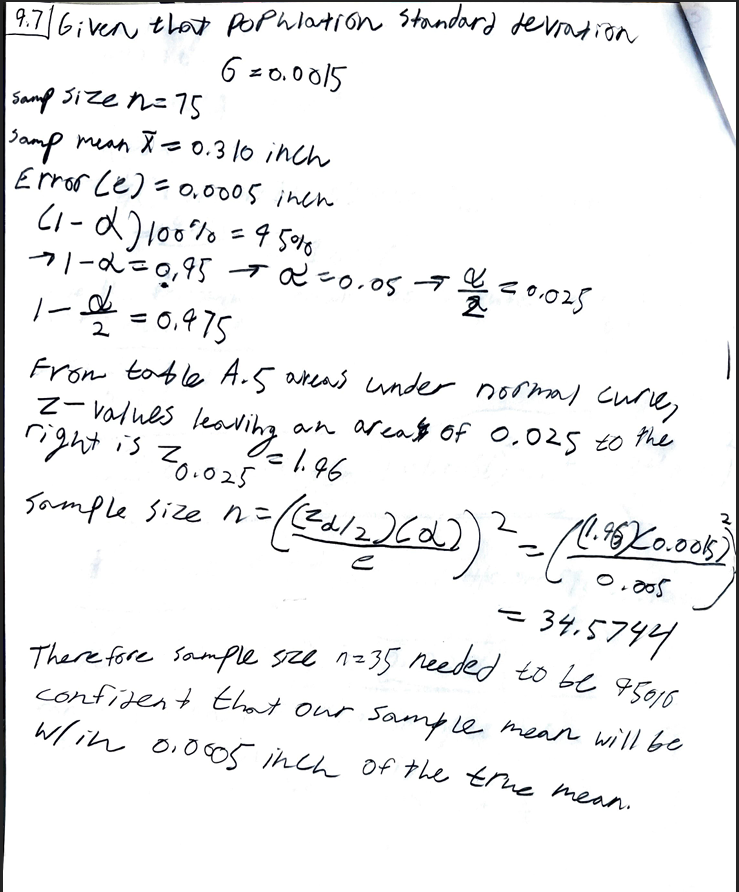 9.7| Given that population standard deviation
σ = 0.0015
samp size n = 75
samp mean x̄ = 0.310 inch
Error (e) = 0.0005 inch
(1 - α) 100% = 95%
→ 1 - α = 0.95 → α = 0.05 → α/2 = 0.025
1 - α/2 = 0.975
From table A.5 areas under normal curve,
z-values leaving an area of 0.025 to the
right is z0.025 = 1.96
sample size n = ((zα/2)(α)/e)² = ((1.96)(0.0015)/0.005)²
= 34.5744
Therefore sample size n = 35 needed to be 95%
confident that our sample mean will be
w/in 0.0005 inch of the true mean.